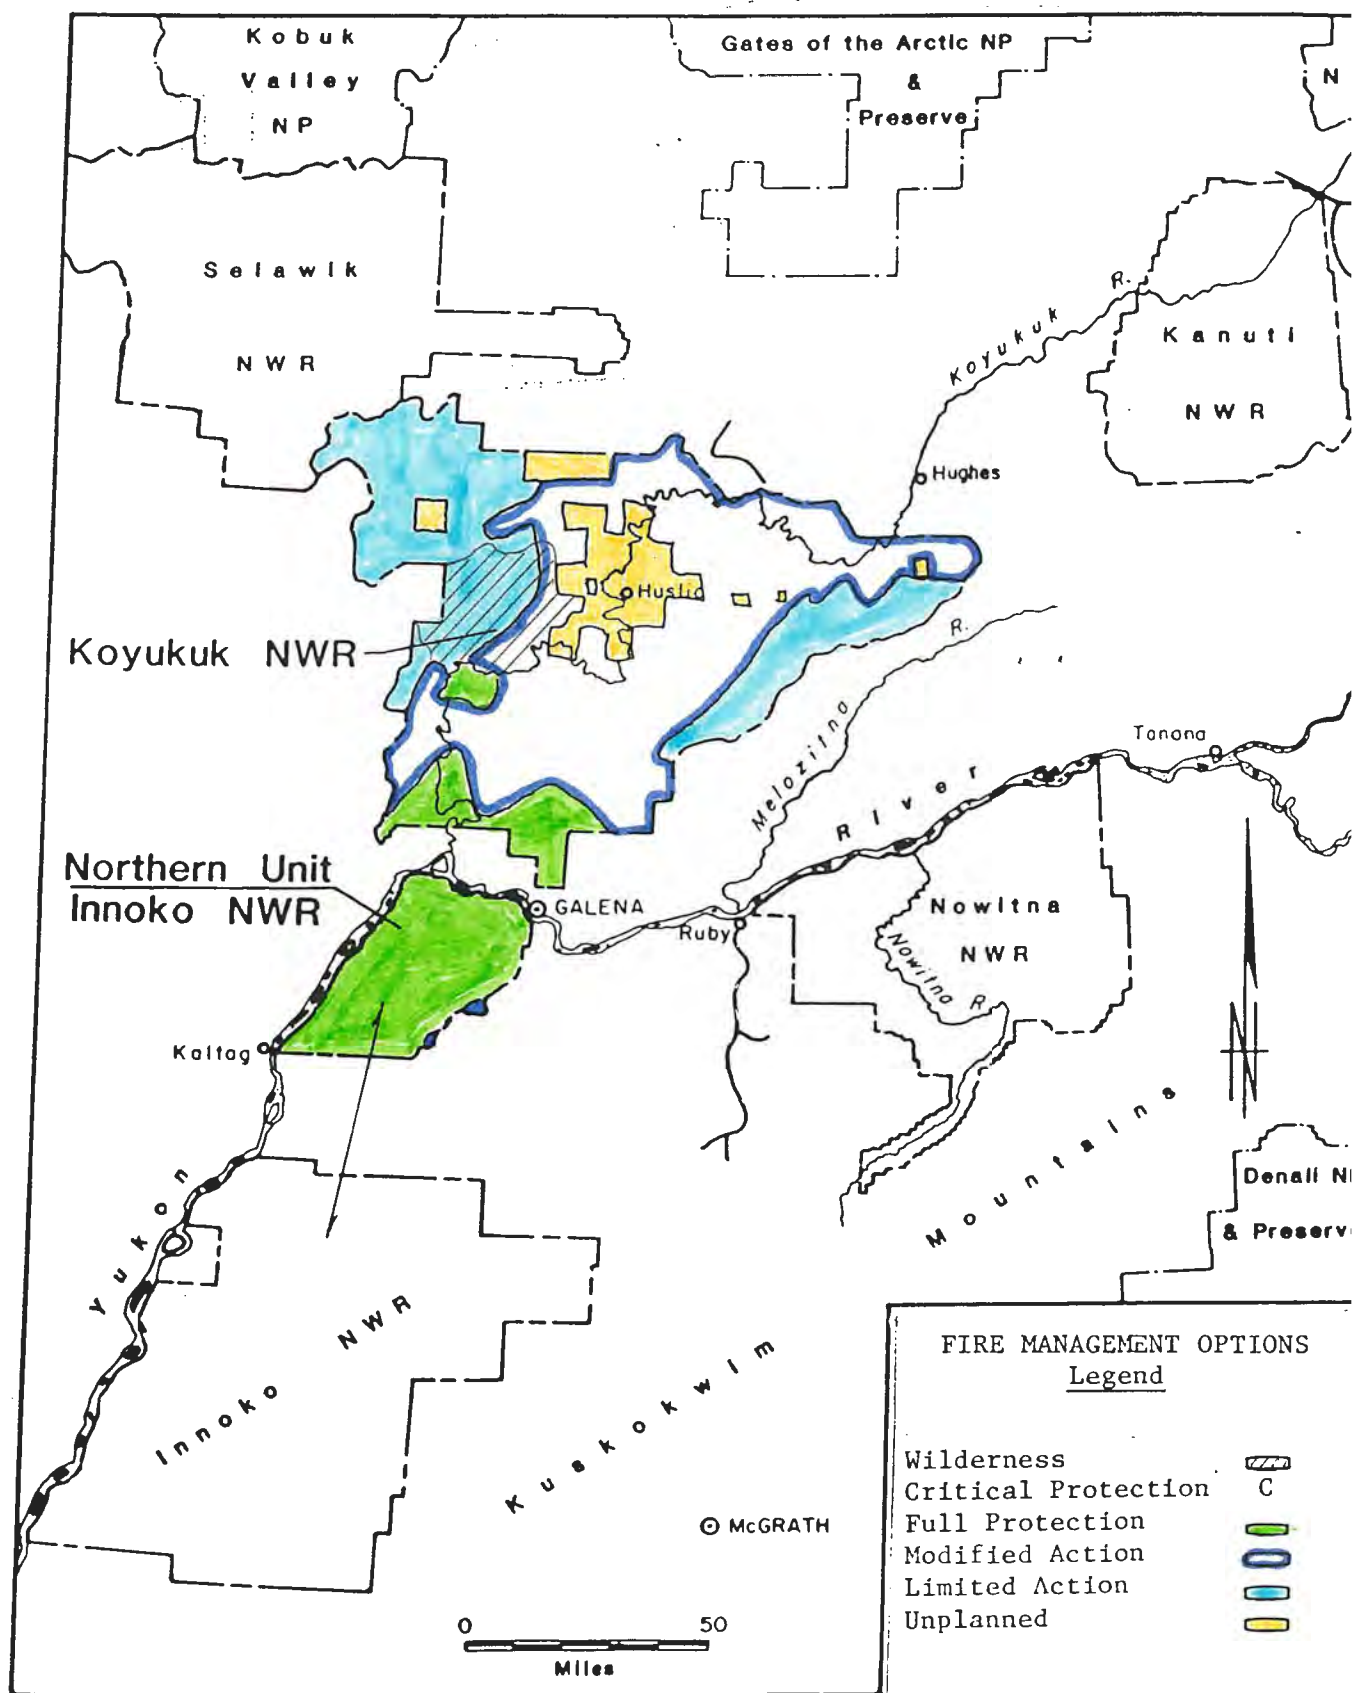 Kobuk
Valley
NP
Gates of the Arctic NP
&
Preserve
N
Selawik
NWR
Koyukuk R.
Kanuti
NWR
Hughes
Huslia
Koyukuk NWR
Melozitna R.
Tanana
River
Northern Unit
Innoko NWR
GALENA
Ruby
Nowitna
NWR
Nowitna R
Kaltag
Mountains
Denali N
& Preserv
Yukon
NWR
Innoko
Kuskokwim
McGRATH
0 50
Miles
N
FIRE MANAGEMENT OPTIONS
Legend
Wilderness
Critical Protection C
Full Protection
Modified Action
Limited Action
Unplanned